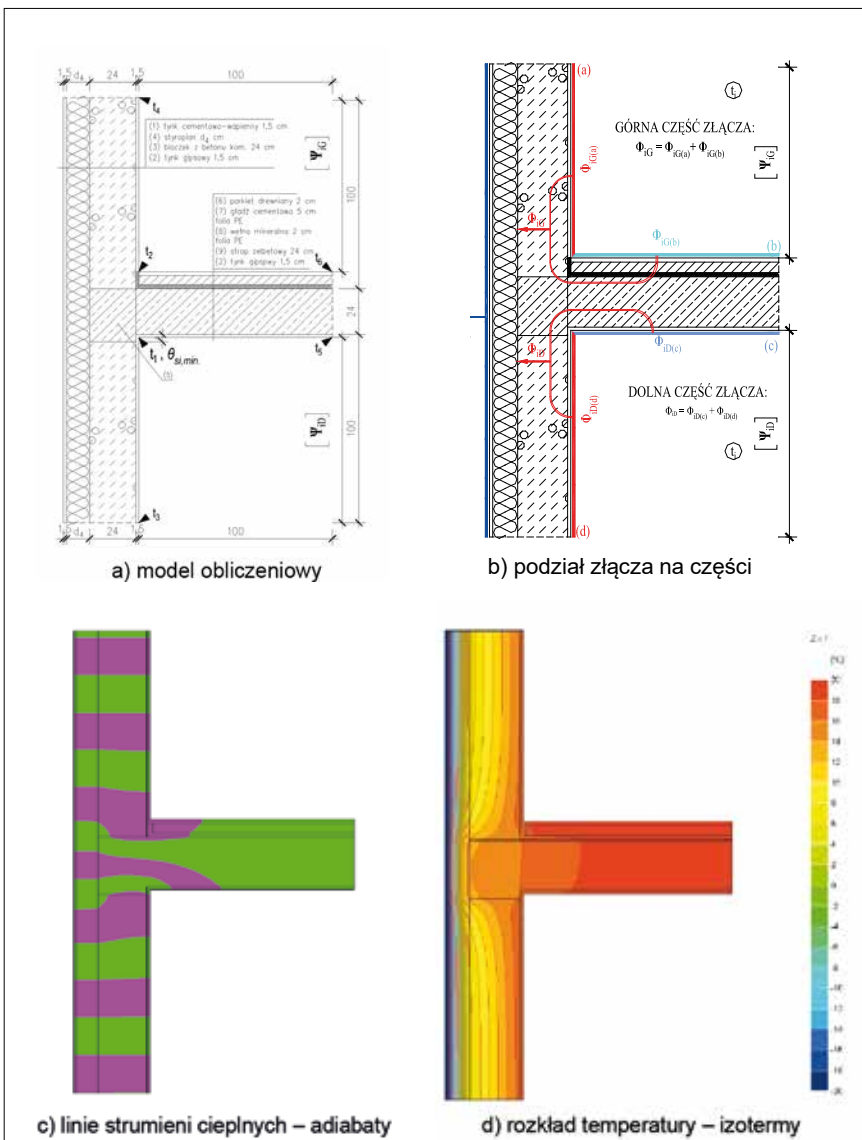 1,5 d₄ 24 1,5 100
t₄
(1) tynk cementowo-wapienny 1,5 cm
(4) styropian d₄ cm
(3) bloczek z betonu kom. 24 cm
(2) tynk gipsowy 1,5 cm
[Ψ_iG]
100
(6) parkiet drewniany 2 cm
(7) gładź cementowa 5 cm
folia PE
(8) wełna mineralna 2 cm
folia PE
(9) strop żelbetowy 24 cm
(2) tynk gipsowy 1,5 cm
t₂
t₆
24
t₁, θ_si,min.
t₅
[Ψ_iD]
100
t₃
1,5 d₄ 24 1,5 100
a) model obliczeniowy
(a)
t_i
GÓRNA CZĘŚĆ ZŁĄCZA:
Φ_iG = Φ_iG(a) + Φ_iG(b)
[Ψ_iG]
Φ_iG(a)
Φ_iG
Φ_iG(b)
(b)
Φ_iD
Φ_iD(c)
(c)
DOLNA CZĘŚĆ ZŁĄCZA:
Φ_iD = Φ_iD(c) + Φ_iD(d)
Φ_iD(d)
[Ψ_iD]
t_i
(d)
b) podział złącza na części
c) linie strumieni cieplnych – adiabaty
d) rozkład temperatury – izotermy